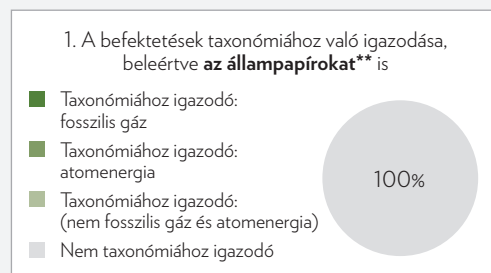 1. A befektetések taxonómiához való igazodása,
beleértve az állampapírokat** is
Taxonómiához igazodó:
fosszilis gáz
Taxonómiához igazodó:
atomenergia
Taxonómiához igazodó:
(nem fosszilis gáz és atomenergia)
Nem taxonómiához igazodó
100%